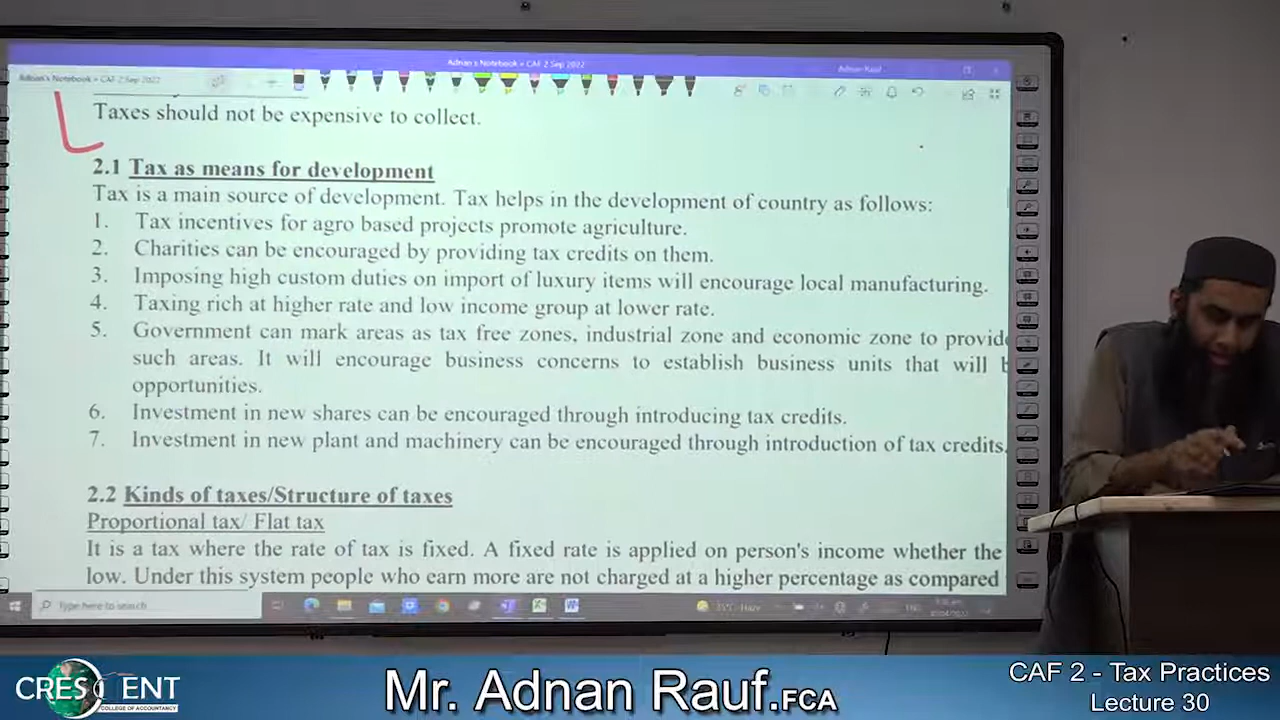 Adnan's Notebook » CAF 2 Sep 2022
Adnan Rauf
Adnan's Notebook » CAF 2 Sep 2022
Taxes should not be expensive to collect.
2.1 Tax as means for development
Tax is a main source of development. Tax helps in the development of country as follows:
1. Tax incentives for agro based projects promote agriculture.
2. Charities can be encouraged by providing tax credits on them.
3. Imposing high custom duties on import of luxury items will encourage local manufacturing.
4. Taxing rich at higher rate and low income group at lower rate.
5. Government can mark areas as tax free zones, industrial zone and economic zone to provid
such areas. It will encourage business concerns to establish business units that will
opportunities.
6. Investment in new shares can be encouraged through introducing tax credits.
7. Investment in new plant and machinery can be encouraged through introduction of tax credits.
2.2 Kinds of taxes/Structure of taxes
Proportional tax/ Flat tax
It is a tax where the rate of tax is fixed. A fixed rate is applied on person's income whether the
low. Under this system people who earn more are not charged at a higher percentage as compared
Type here to search
CRESCENT
COLLEGE OF ACCOUNTANCY
Mr. Adnan Rauf.FCA
CAF 2 - Tax Practices
Lecture 30